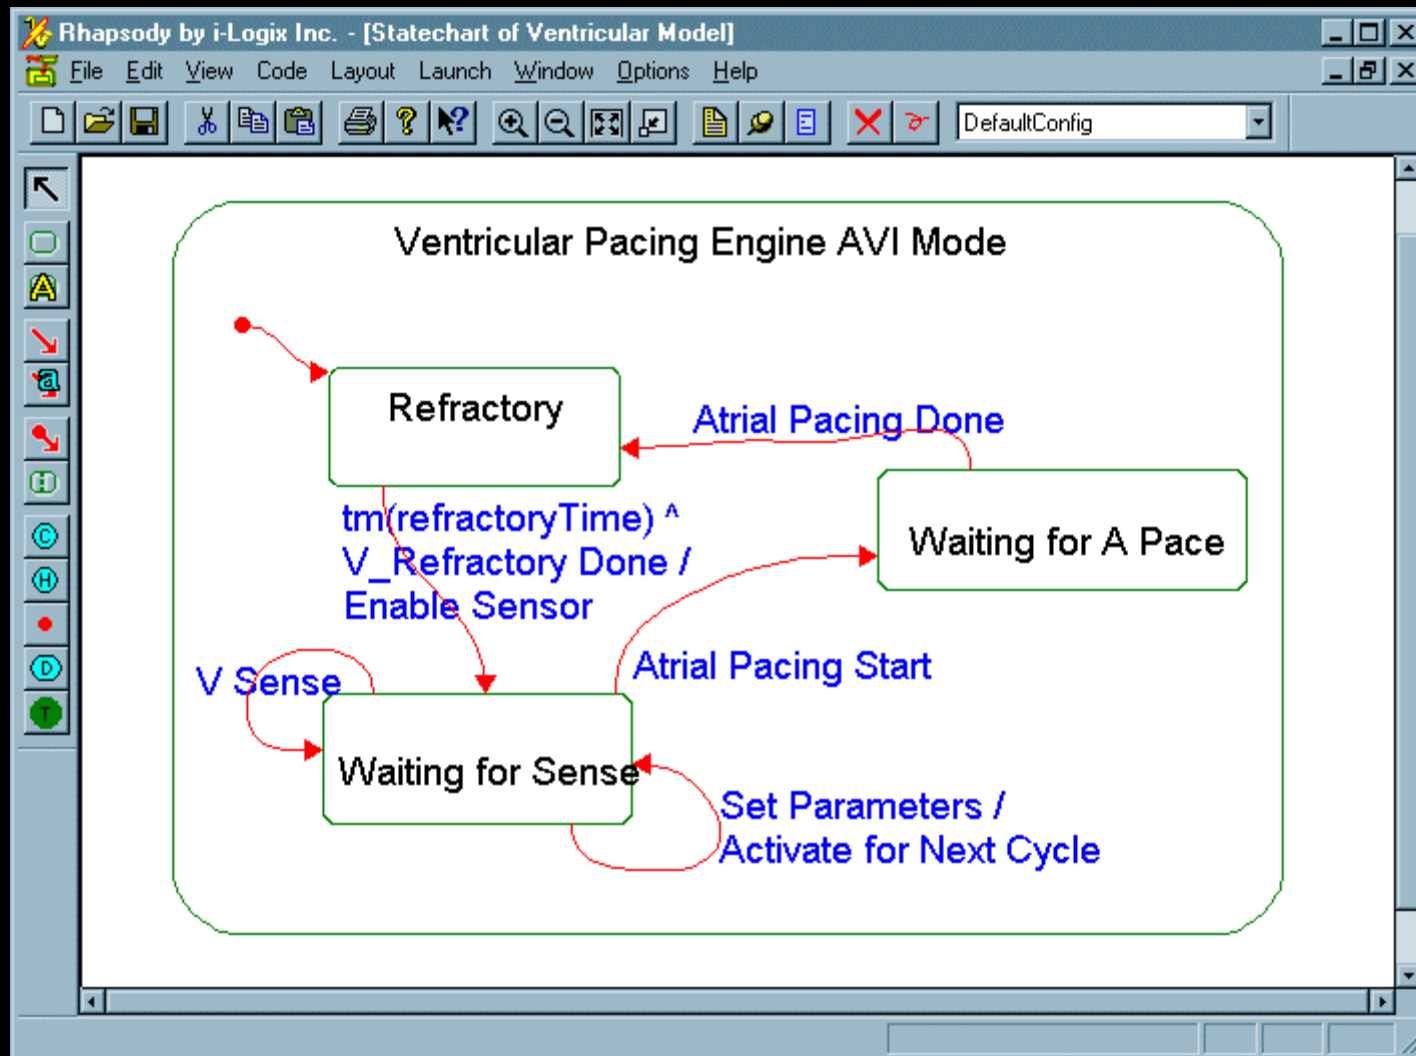 Rhapsody by i-Logix Inc. - [Statechart of Ventricular Model]
File Edit View Code Layout Launch Window Options Help
DefaultConfig
A
a
C
H
D
T
Ventricular Pacing Engine AVI Mode
Refractory
Atrial Pacing Done
tm(refractoryTime) ^
V_Refractory Done /
Enable Sensor
Waiting for A Pace
Atrial Pacing Start
V Sense
Waiting for Sense
Set Parameters /
Activate for Next Cycle